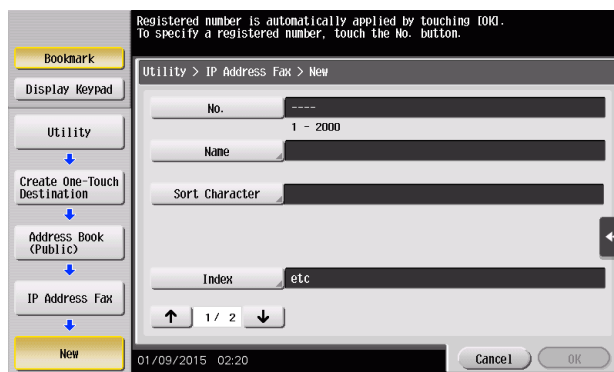 Registered number is automatically applied by touching [OK].
To specify a registered number, touch the No. button.
Bookmark
Display Keypad
Utility
Create One-Touch
Destination
Address Book
(Public)
IP Address Fax
New
Utility > IP Address Fax > New
No.
----
1 - 2000
Name
Sort Character
Index
etc
1/ 2
01/09/2015 02:20
Cancel
OK